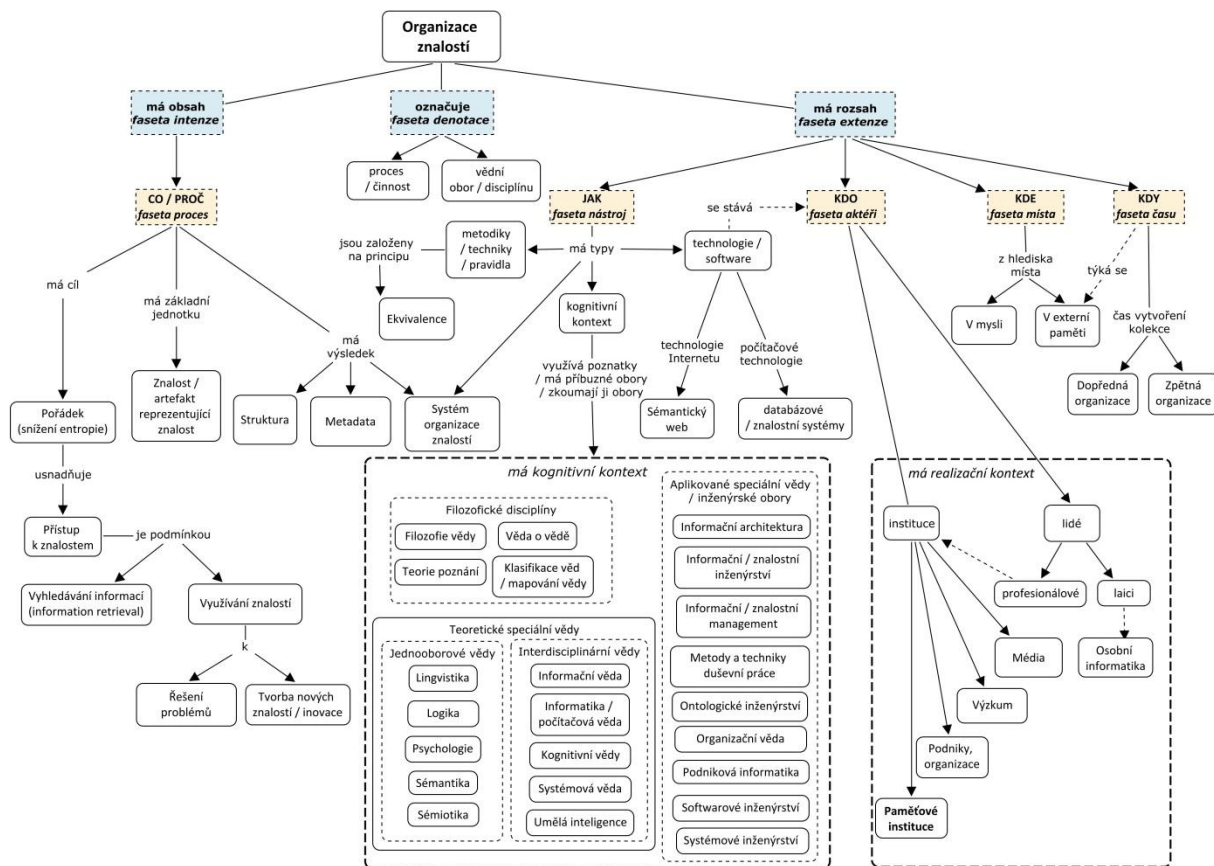 Organizace
znalostí
má obsah
faseta intenze
označuje
faseta denotace
má rozsah
faseta extenze
proces
/ činnost
vědní
obor / disciplínu
CO / PROČ
faseta proces
JAK
faseta nástroj
se stává
KDO
faseta aktéři
KDE
faseta místa
KDY
faseta času
jsou založeny
na principu
metodiky
/ techniky
/ pravidla
má typy
technologie /
software
z hlediska
místa
týká se
má cíl
má základní
jednotku
Ekvivalence
kognitivní
kontext
V mysli
V externí
paměti
čas vytvoření
kolekce
má
výsledek
technologie
Internetu
počítačové
technologie
využívá poznatky
/ má příbuzné obory
/ zkoumají ji obory
Znalost /
artefakt
reprezentující
znalost
Dopředná
organizace
Zpětná
organizace
Pořádek
(snížení entropie)
Struktura
Metadata
Systém
organizace
znalostí
Sémantický
web
databázové
/ znalostní systémy
usnadňuje
Přístup
k znalostem
je podmínkou
Vyhledávání informací
(information retrieval)
Využívání znalostí
k
Řešení
problémů
Tvorba nových
znalostí / inovace
má kognitivní kontext
Filozofické disciplíny
Filozofie vědy
Věda o vědě
Teorie poznání
Klasifikace věd
/ mapování vědy
Teoretické speciální vědy
Jednooborové vědy
Lingvistika
Logika
Psychologie
Sémantika
Sémiotika
Interdisciplinární vědy
Informační věda
Informatika /
počítačová věda
Kognitivní vědy
Systémová věda
Umělá inteligence
Aplikované speciální vědy
/ inženýrské obory
Informační architektura
Informační / znalostní
inženýrství
Informační / znalostní
management
Metody a techniky
duševní práce
Ontologické inženýrství
Organizační věda
Podniková informatika
Softwarové inženýrství
Systémové inženýrství
má realizační kontext
instituce
lidé
profesionálové
laici
Média
Osobní
informatika
Výzkum
Podniky,
organizace
Paměťové
instituce